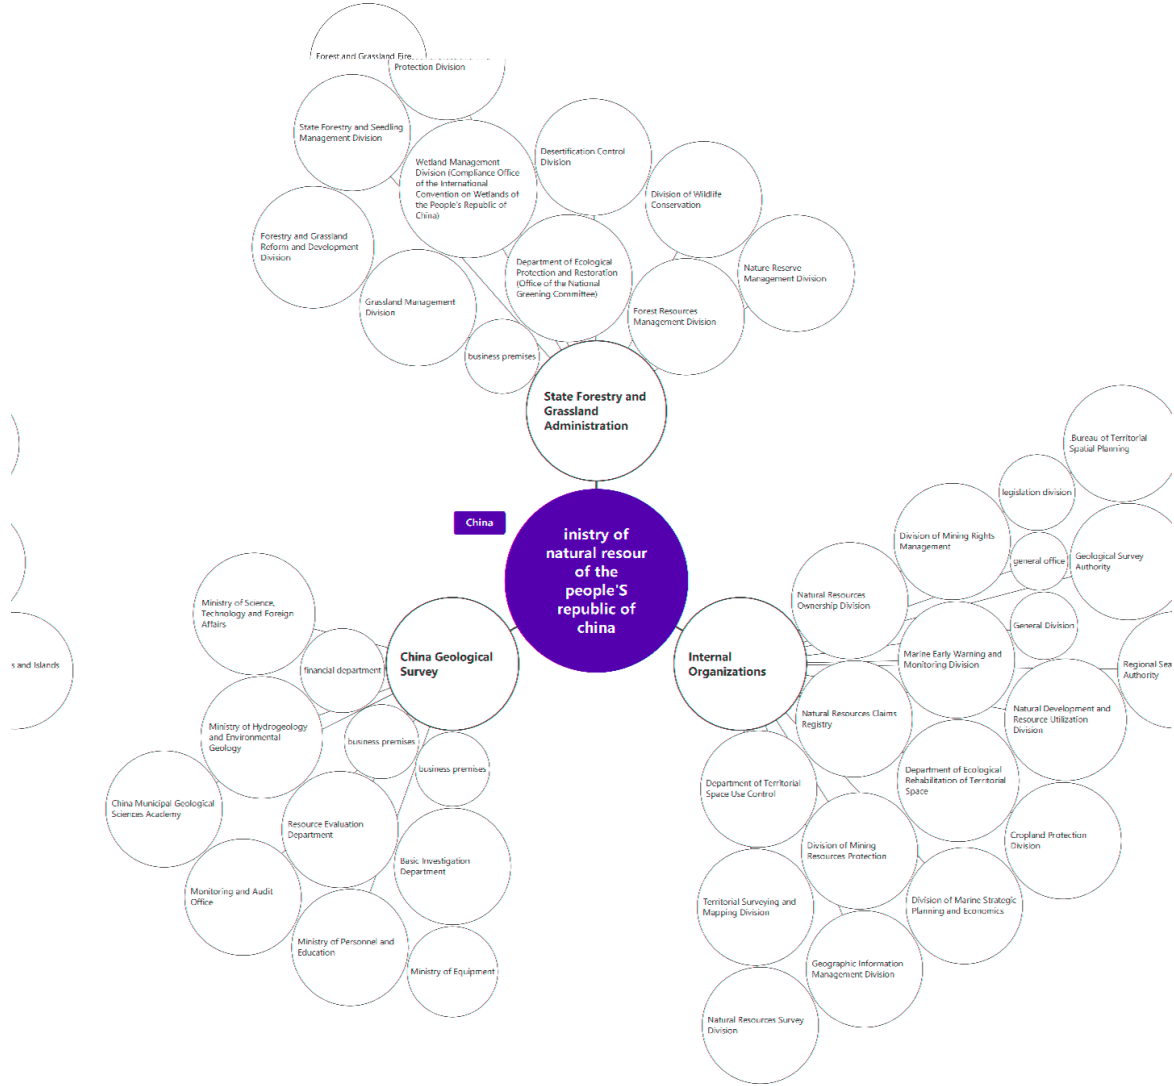 Forest and Grassland Fire
Protection Division
State Forestry and Seedling
Management Division
Wetland Management
Division (Compliance Office
of the International
Convention on Wetlands of
the People's Republic of
China)
Desertification Control
Division
Division of Wildlife
Conservation
Forestry and Grassland
Reform and Development
Division
Department of Ecological
Protection and Restoration
(Office of the National
Greening Committee)
Nature Reserve
Management Division
Grassland Management
Division
Forest Resources
Management Division
business premises
State Forestry and
Grassland
Administration
China
inistry of
natural resour
of the
people'S
republic of
china
Bureau of Territorial
Spatial Planning
legislation division
Division of Mining Rights
Management
general office
Geological Survey
Authority
Natural Resources
Ownership Division
General Division
Marine Early Warning and
Monitoring Division
Regional Sea
Authority
Internal
Organizations
Natural Resources Claims
Registry
Natural Development and
Resource Utilization
Division
Department of Territorial
Space Use Control
Department of Ecological
Rehabilitation of Territorial
Space
Cropland Protection
Division
Division of Mining
Resources Protection
Territorial Surveying and
Mapping Division
Division of Marine Strategic
Planning and Economics
Geographic Information
Management Division
Natural Resources Survey
Division
Ministry of Science,
Technology and Foreign
Affairs
China Geological
Survey
financial department
s and Islands
Ministry of Hydrogeology
and Environmental
Geology
business premises
business premises
China Municipal Geological
Sciences Academy
Resource Evaluation
Department
Basic Investigation
Department
Monitoring and Audit
Office
Ministry of Personnel and
Education
Ministry of Equipment